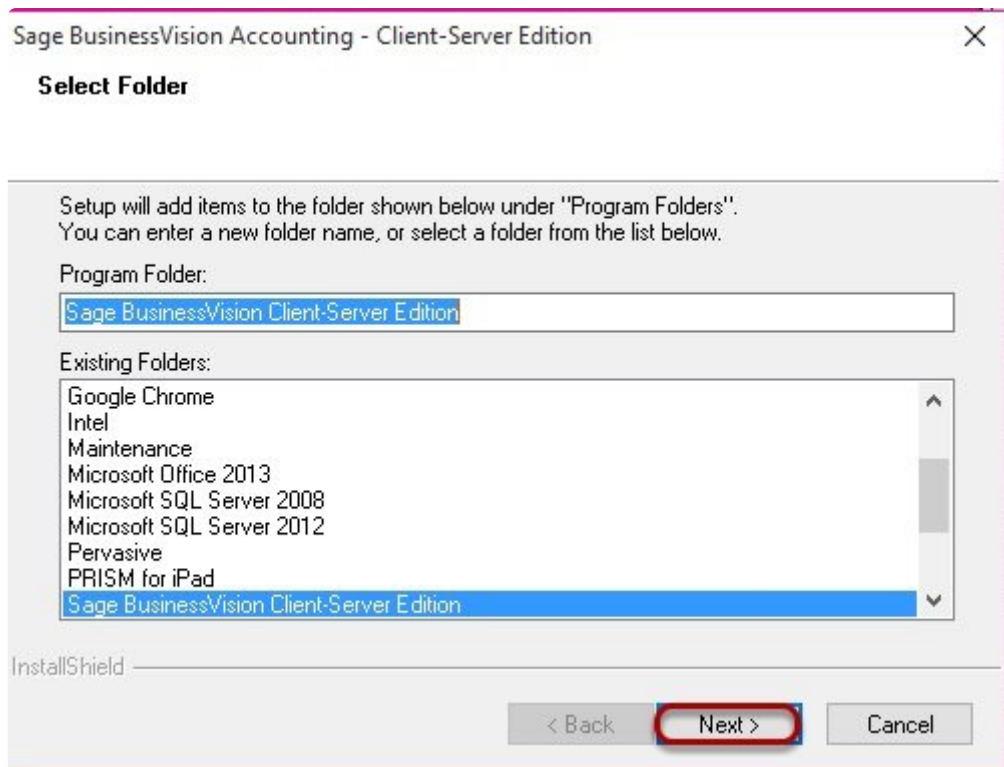 Sage BusinessVision Accounting - Client-Server Edition
Select Folder
Setup will add items to the folder shown below under "Program Folders".
You can enter a new folder name, or select a folder from the list below.
Program Folder:
Sage BusinessVision Client-Server Edition
Existing Folders:
Google Chrome
Intel
Maintenance
Microsoft Office 2013
Microsoft SQL Server 2008
Microsoft SQL Server 2012
Pervasive
PRISM for iPad
Sage BusinessVision Client-Server Edition
InstallShield
< Back Next > Cancel